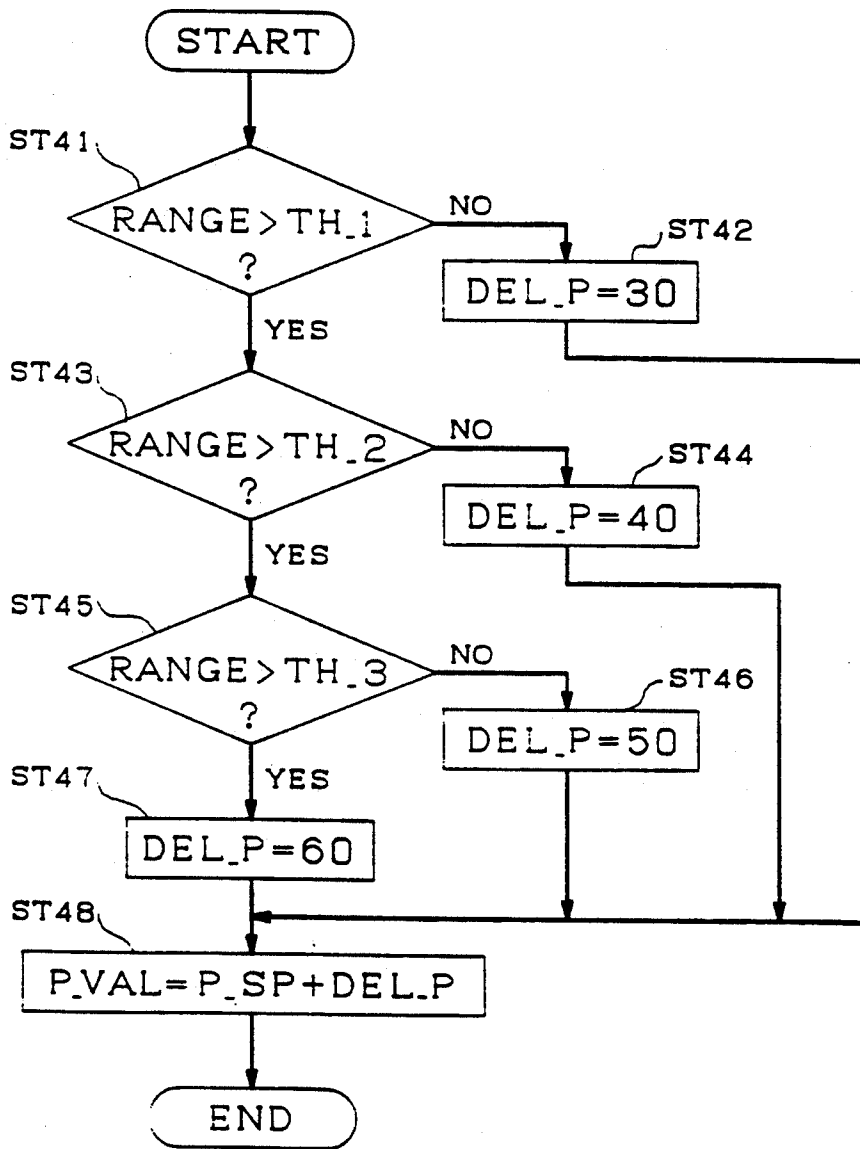 START
ST41
RANGE>TH_1
?
NO
ST42
DEL_P=30
YES
ST43
RANGE>TH_2
?
NO
ST44
DEL_P=40
YES
ST45
RANGE>TH_3
?
NO
ST46
DEL_P=50
YES
ST47
DEL_P=60
ST48
P_VAL=P_SP+DEL_P
END